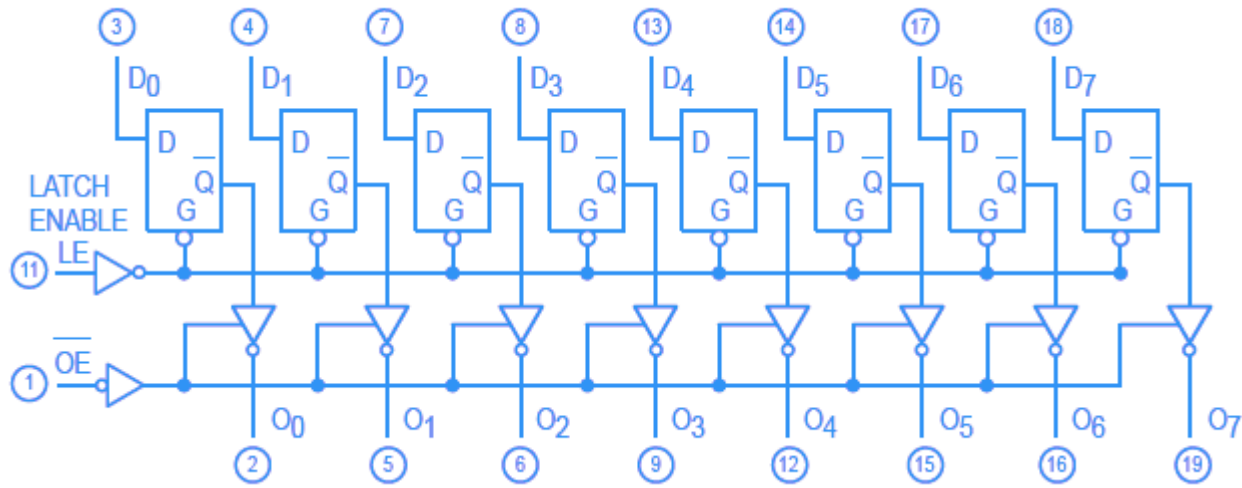 3 4 7 8 13 14 17 18
D0 D1 D2 D3 D4 D5 D6 D7
D D D D D D D D
Q̅ Q̅ Q̅ Q̅ Q̅ Q̅ Q̅ Q̅
LATCH
ENABLE
G G G G G G G G
LE
11
O̅E̅
1
O0 O1 O2 O3 O4 O5 O6 O7
2 5 6 9 12 15 16 19